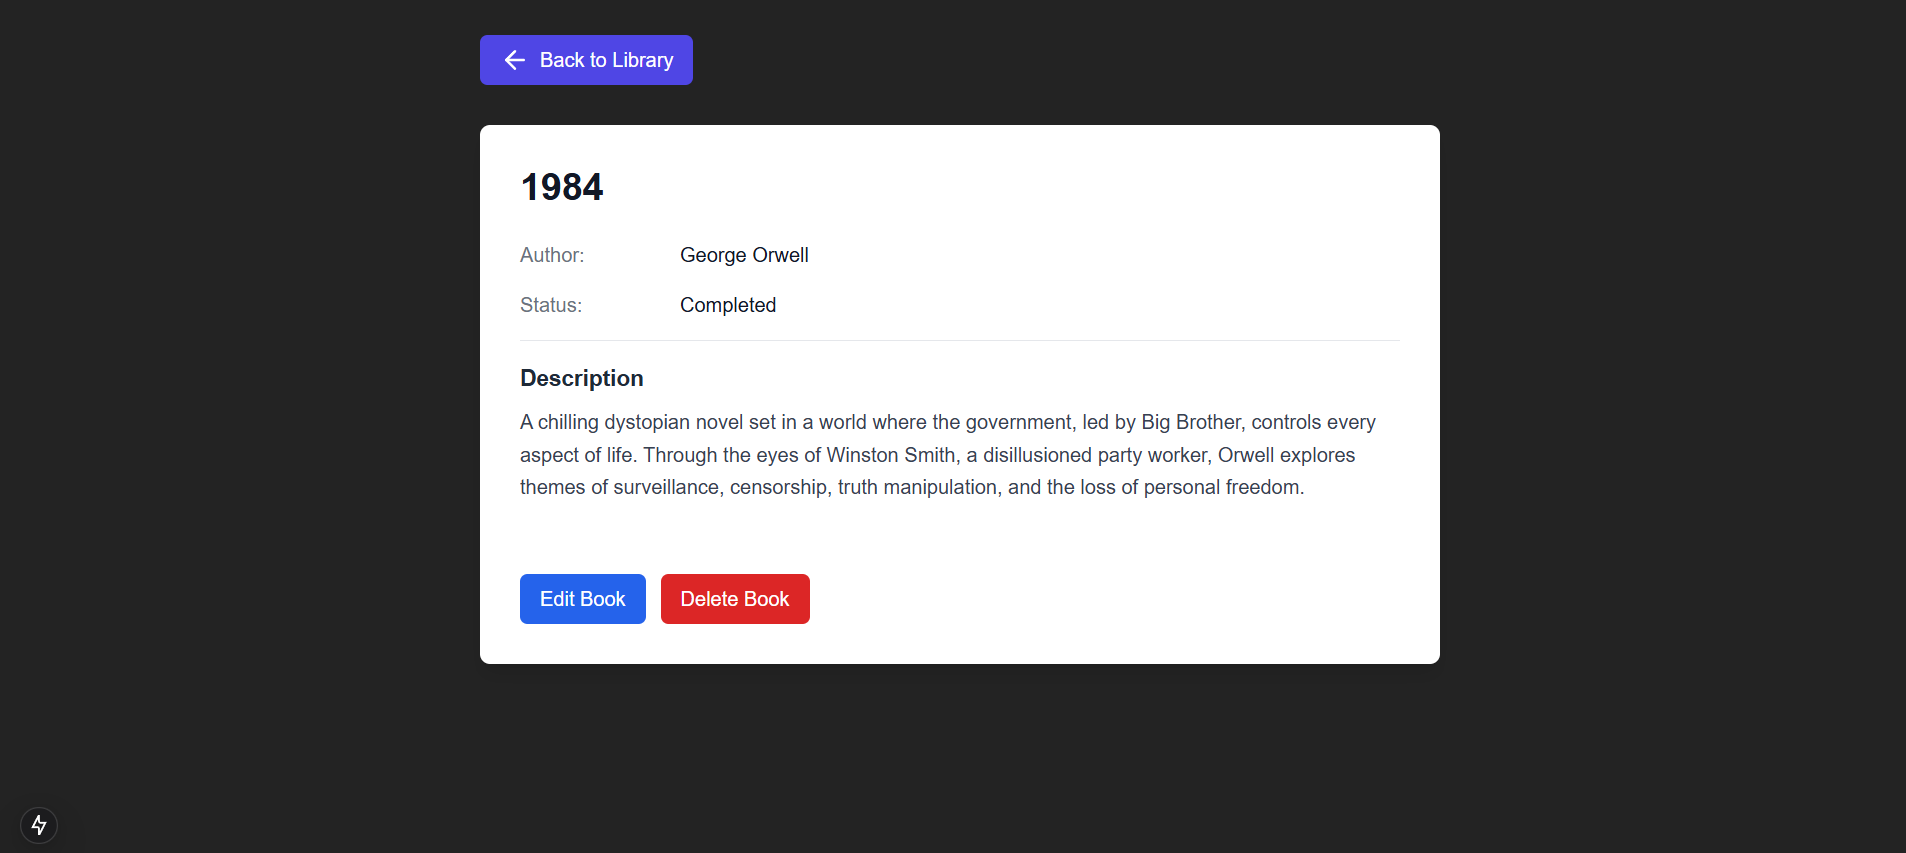 Back to Library
1984
Author: George Orwell
Status: Completed
Description
A chilling dystopian novel set in a world where the government, led by Big Brother, controls every
aspect of life. Through the eyes of Winston Smith, a disillusioned party worker, Orwell explores
themes of surveillance, censorship, truth manipulation, and the loss of personal freedom.
Edit Book Delete Book